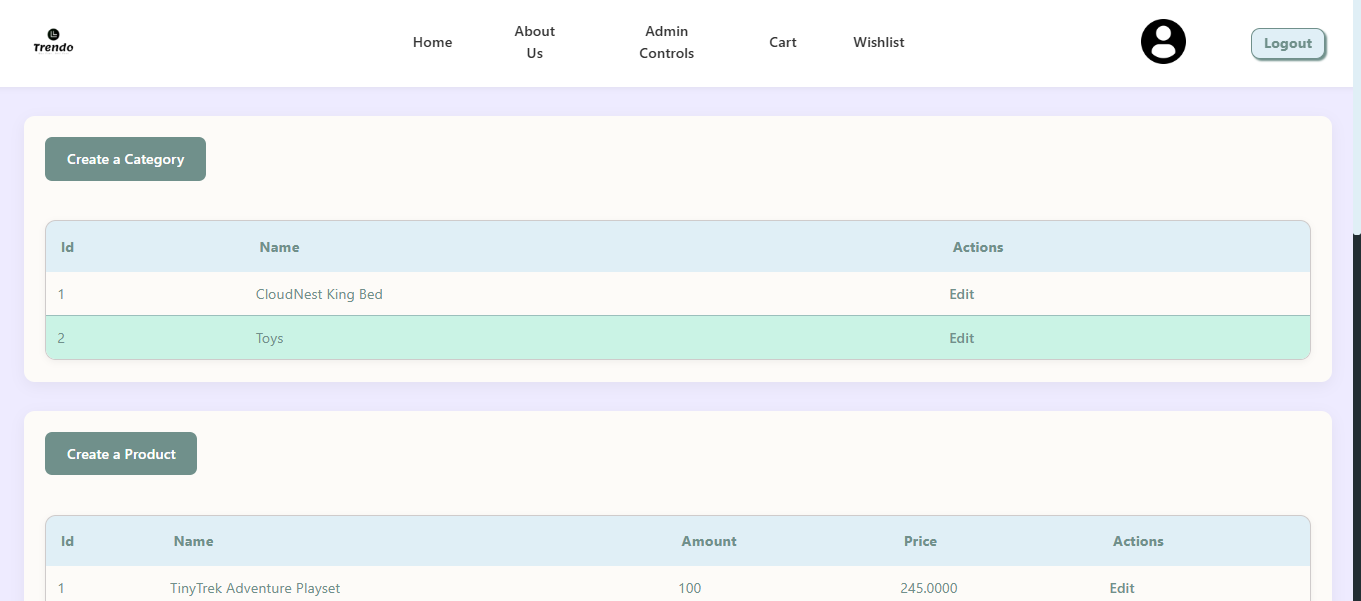 Trendo
Home
About
Us
Admin
Controls
Cart
Wishlist
Logout
Create a Category
Id Name Actions
1 CloudNest King Bed Edit
2 Toys Edit
Create a Product
Id Name Amount Price Actions
1 TinyTrek Adventure Playset 100 245.0000 Edit